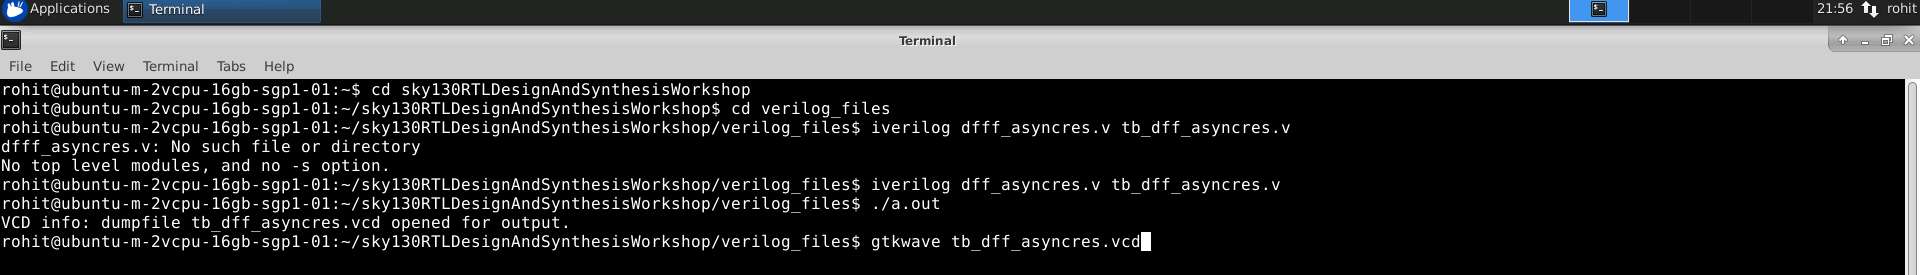 Applications Terminal 21:56 rohit
Terminal
File Edit View Terminal Tabs Help
rohit@ubuntu-m-2vcpu-16gb-sgp1-01:~$ cd sky130RTLDesignAndSynthesisWorkshop
rohit@ubuntu-m-2vcpu-16gb-sgp1-01:~/sky130RTLDesignAndSynthesisWorkshop$ cd verilog_files
rohit@ubuntu-m-2vcpu-16gb-sgp1-01:~/sky130RTLDesignAndSynthesisWorkshop/verilog_files$ iverilog dfff_asyncres.v tb_dff_asyncres.v
dfff_asyncres.v: No such file or directory
No top level modules, and no -s option.
rohit@ubuntu-m-2vcpu-16gb-sgp1-01:~/sky130RTLDesignAndSynthesisWorkshop/verilog_files$ iverilog dff_asyncres.v tb_dff_asyncres.v
rohit@ubuntu-m-2vcpu-16gb-sgp1-01:~/sky130RTLDesignAndSynthesisWorkshop/verilog_files$ ./a.out
VCD info: dumpfile tb_dff_asyncres.vcd opened for output.
rohit@ubuntu-m-2vcpu-16gb-sgp1-01:~/sky130RTLDesignAndSynthesisWorkshop/verilog_files$ gtkwave tb_dff_asyncres.vcd